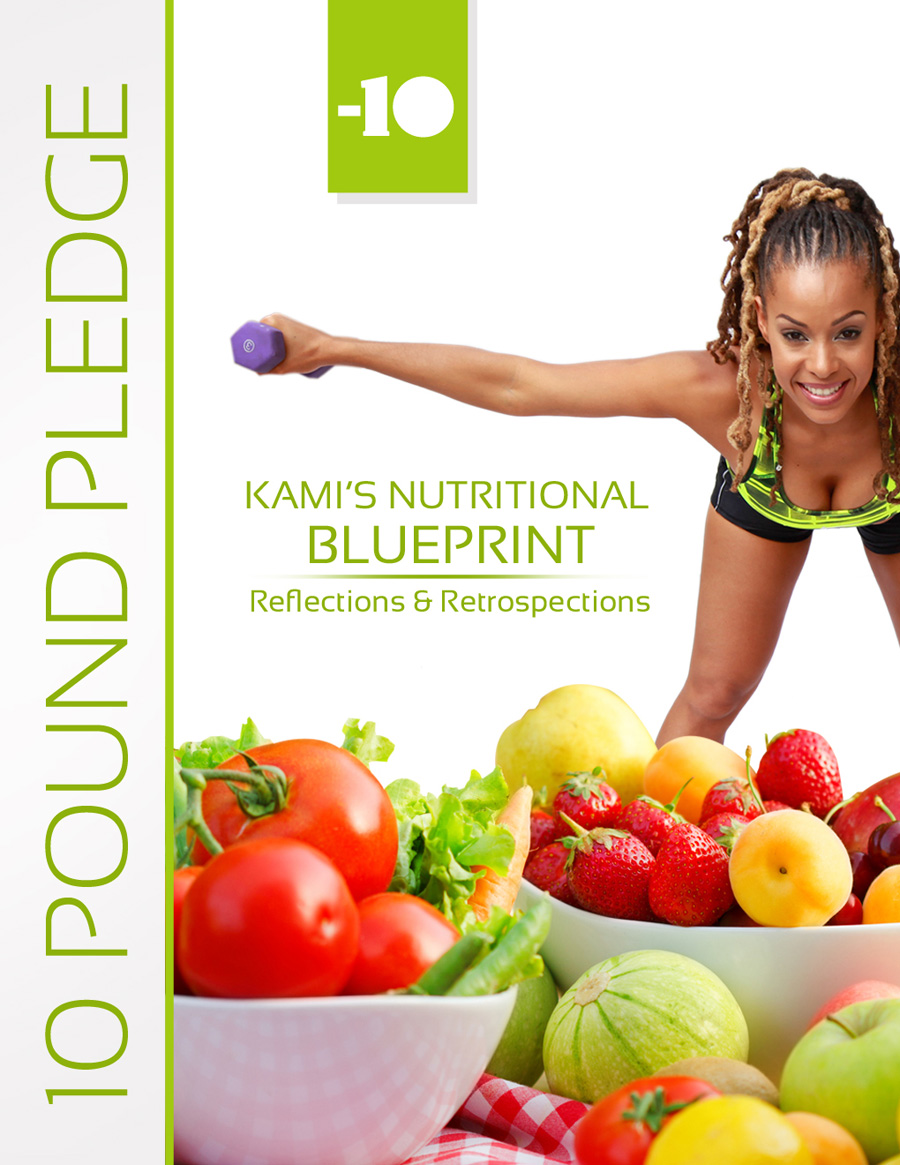 10 POUND PLEDGE
-10
KAMI'S NUTRITIONAL
BLUEPRINT
Reflections & Retrospections